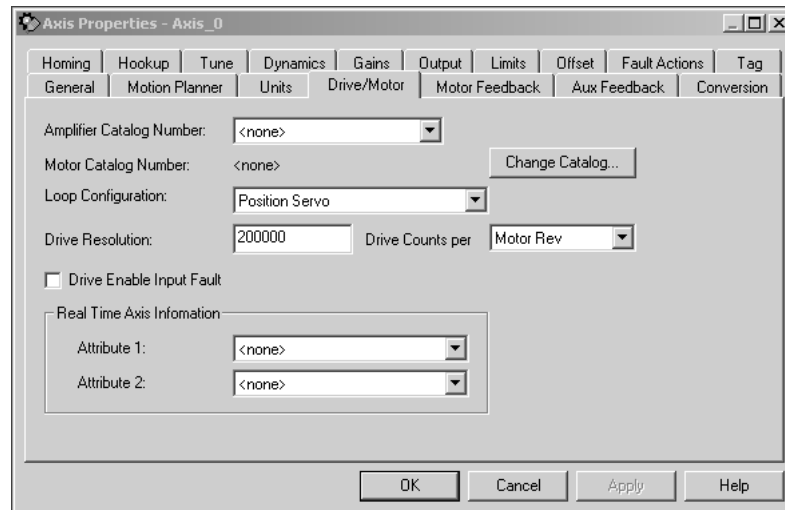 Axis Properties - Axis_0
Homing Hookup Tune Dynamics Gains Output Limits Offset Fault Actions Tag
General Motion Planner Units Drive/Motor Motor Feedback Aux Feedback Conversion
Amplifier Catalog Number: <none>
Motor Catalog Number: <none> Change Catalog...
Loop Configuration: Position Servo
Drive Resolution: 200000 Drive Counts per Motor Rev
Drive Enable Input Fault
Real Time Axis Infomation
Attribute 1: <none>
Attribute 2: <none>
OK Cancel Apply Help